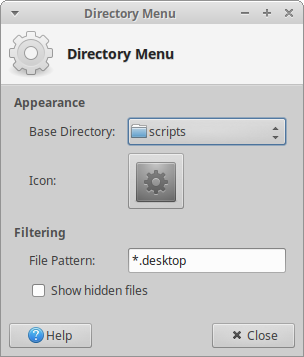 Directory Menu
Directory Menu
Appearance
Base Directory: scripts
Icon:
Filtering
File Pattern: *.desktop
Show hidden files
Help Close